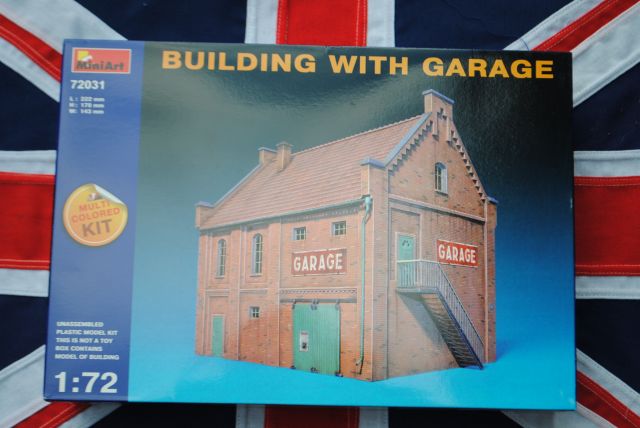 MiniArt
BUILDING WITH GARAGE
72031
L: 222 mm
H: 178 mm
W: 143 mm
MULTI
COLORED
KIT
GARAGE
GARAGE
UNASSEMBLED
PLASTIC MODEL KIT
THIS IS NOT A TOY
BOX CONTAINS
MODEL OF BUILDING
1:72